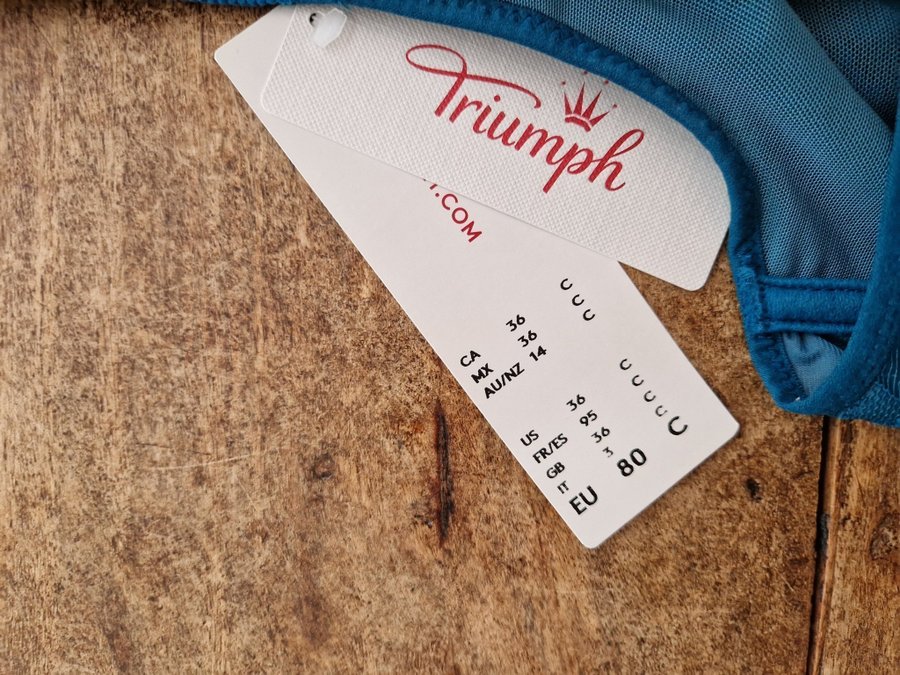 Triumph
.COM
CA 36 C
MX 36 C
AU/NZ 14 C
US 36 C
FR/ES 95 C
GB 36 C
IT 3 C
EU 80 C